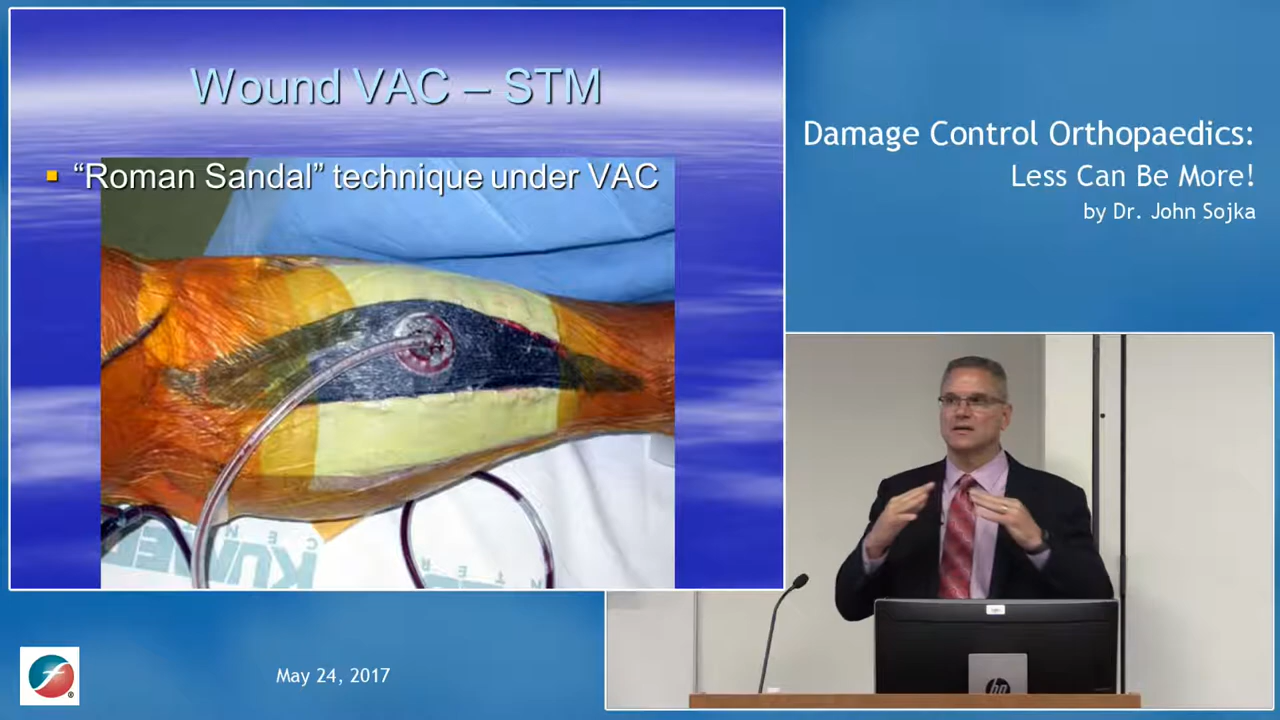 Wound VAC – STM
▪ “Roman Sandal” technique under VAC
Damage Control Orthopaedics:
Less Can Be More!
by Dr. John Sojka
May 24, 2017
hp